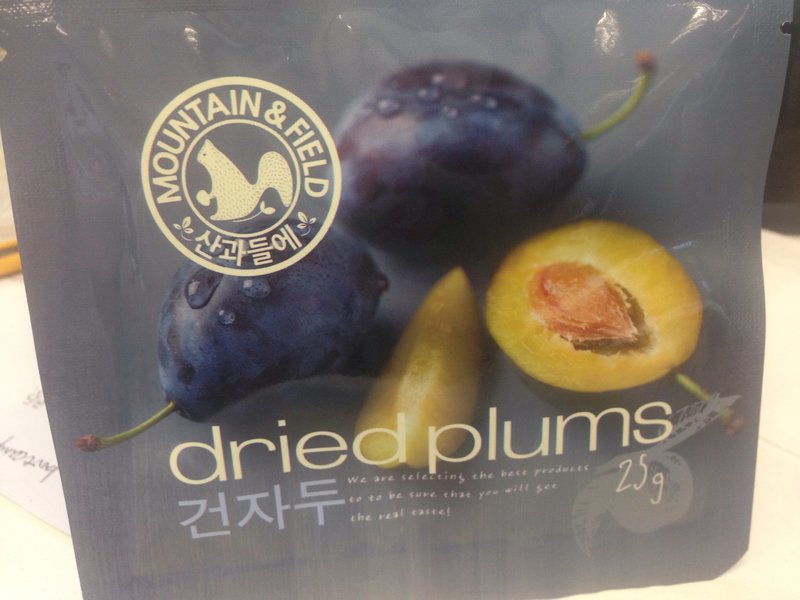 MOUNTAIN & FIELD
산과들에
dried plums
건자두
We are selecting the best products
to to be sure that you will get
the real taste!
25g